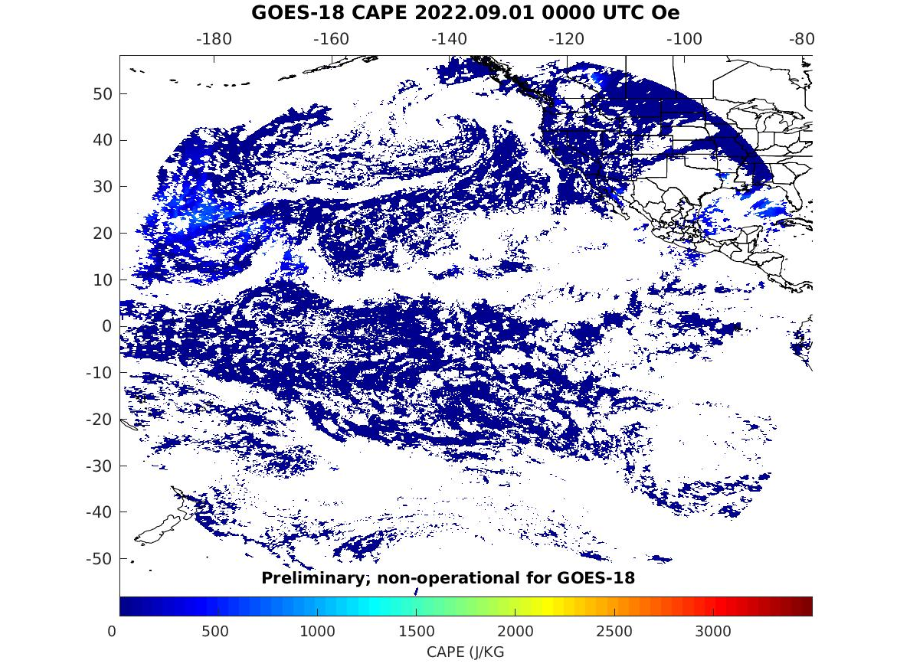 GOES-18 CAPE 2022.09.01 0000 UTC Oe
-180 -160 -140 -120 -100 -80
50
40
30
20
10
0
-10
-20
-30
-40
-50
Preliminary; non-operational for GOES-18
0 500 1000 1500 2000 2500 3000
CAPE (J/KG